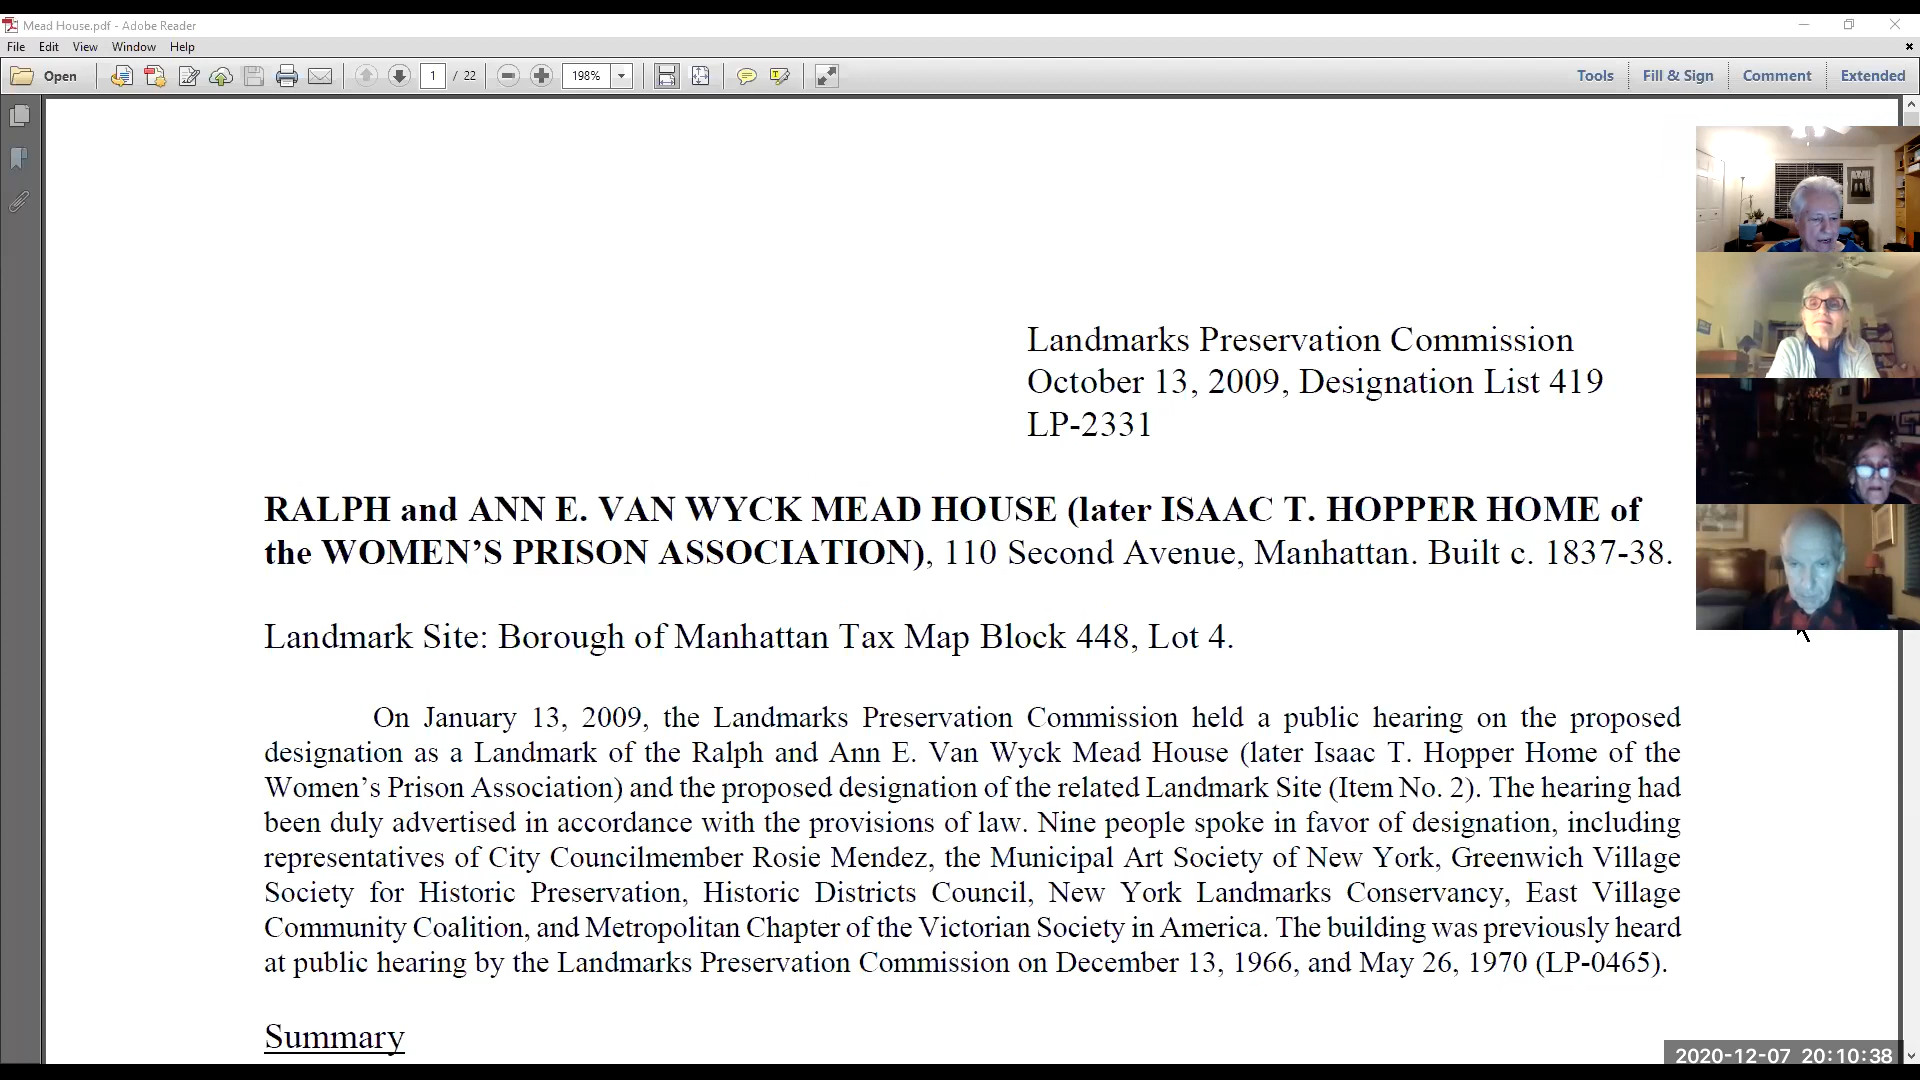 Mead House.pdf - Adobe Reader
File Edit View Window Help
Open 1 / 22 198% Tools Fill & Sign Comment Extended
Landmarks Preservation Commission
October 13, 2009, Designation List 419
LP-2331
RALPH and ANN E. VAN WYCK MEAD HOUSE (later ISAAC T. HOPPER HOME of
the WOMEN’S PRISON ASSOCIATION), 110 Second Avenue, Manhattan. Built c. 1837-38.
Landmark Site: Borough of Manhattan Tax Map Block 448, Lot 4.
On January 13, 2009, the Landmarks Preservation Commission held a public hearing on the proposed
designation as a Landmark of the Ralph and Ann E. Van Wyck Mead House (later Isaac T. Hopper Home of the
Women’s Prison Association) and the proposed designation of the related Landmark Site (Item No. 2). The hearing had
been duly advertised in accordance with the provisions of law. Nine people spoke in favor of designation, including
representatives of City Councilmember Rosie Mendez, the Municipal Art Society of New York, Greenwich Village
Society for Historic Preservation, Historic Districts Council, New York Landmarks Conservancy, East Village
Community Coalition, and Metropolitan Chapter of the Victorian Society in America. The building was previously heard
at public hearing by the Landmarks Preservation Commission on December 13, 1966, and May 26, 1970 (LP-0465).
Summary
2020-12-07 20:10:38